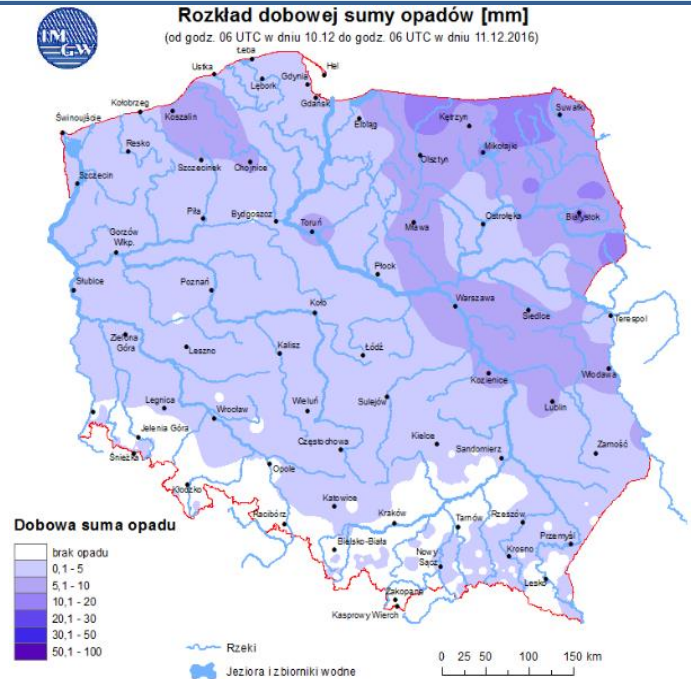 Rozkład dobowej sumy opadów [mm]
(od godz. 06 UTC w dniu 10.12 do godz. 06 UTC w dniu 11.12.2016)
IM
GW
Łeba
Ustka
Hel
Lębork
Gdynia
Gdańsk
Kołobrzeg
Koszalin
Świnoujście
Elbląg
Kętrzyn
Suwałki
Resko
Mikołajki
Olsztyn
Szczecinek
Chojnice
Szczecin
Piła
Bydgoszcz
Toruń
Mława
Ostrołęka
Białystok
Gorzów
Wlkp.
Płock
Słubice
Poznań
Koło
Warszawa
Siedlce
Terespol
Zielona
Góra
Leszno
Kalisz
Łódź
Kozienice
Włodawa
Legnica
Wrocław
Wieluń
Sulejów
Lublin
Jelenia Góra
Częstochowa
Kielce
Sandomierz
Zamość
Śnieżka
Opole
Kłodzko
Katowice
Racibórz
Kraków
Tarnów
Rzeszów
Bielsko-Biała
Nowy
Sącz
Krosno
Przemyśl
Lesko
Zakopane
Kasprowy Wierch
Dobowa suma opadu
brak opadu
0,1 - 5
5,1 - 10
10,1 - 20
20,1 - 30
30,1 - 50
50,1 - 100
Rzeki
Jeziora i zbiorniki wodne
0 25 50 100 150 km